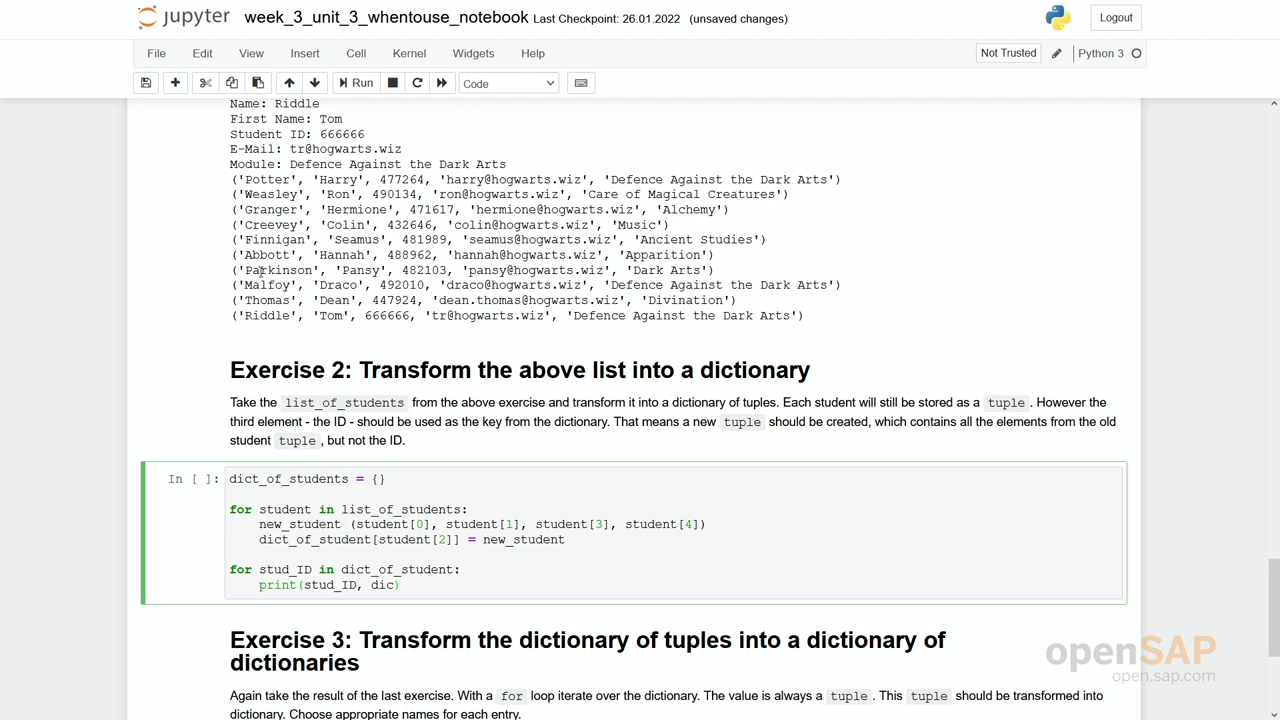 jupyter week_3_unit_3_whentouse_notebook Last Checkpoint: 26.01.2022 (unsaved changes) Logout
File Edit View Insert Cell Kernel Widgets Help Not Trusted Python 3
Run Code
Name: Riddle
First Name: Tom
Student ID: 666666
E-Mail: tr@hogwarts.wiz
Module: Defence Against the Dark Arts
('Potter', 'Harry', 477264, 'harry@hogwarts.wiz', 'Defence Against the Dark Arts')
('Weasley', 'Ron', 490134, 'ron@hogwarts.wiz', 'Care of Magical Creatures')
('Granger', 'Hermione', 471617, 'hermione@hogwarts.wiz', 'Alchemy')
('Creevey', 'Colin', 432646, 'colin@hogwarts.wiz', 'Music')
('Finnigan', 'Seamus', 481989, 'seamus@hogwarts.wiz', 'Ancient Studies')
('Abbott', 'Hannah', 488962, 'hannah@hogwarts.wiz', 'Apparition')
('Parkinson', 'Pansy', 482103, 'pansy@hogwarts.wiz', 'Dark Arts')
('Malfoy', 'Draco', 492010, 'draco@hogwarts.wiz', 'Defence Against the Dark Arts')
('Thomas', 'Dean', 447924, 'dean.thomas@hogwarts.wiz', 'Divination')
('Riddle', 'Tom', 666666, 'tr@hogwarts.wiz', 'Defence Against the Dark Arts')
Exercise 2: Transform the above list into a dictionary
Take the list_of_students from the above exercise and transform it into a dictionary of tuples. Each student will still be stored as a tuple. However the
third element - the ID - should be used as the key from the dictionary. That means a new tuple should be created, which contains all the elements from the old
student tuple, but not the ID.
In [ ]: dict_of_students = {}
for student in list_of_students:
    new_student (student[0], student[1], student[3], student[4])
    dict_of_student[student[2]] = new_student
for stud_ID in dict_of_student:
    print(stud_ID, dic)
Exercise 3: Transform the dictionary of tuples into a dictionary of
dictionaries
Again take the result of the last exercise. With a for loop iterate over the dictionary. The value is always a tuple. This tuple should be transformed into
dictionary. Choose appropriate names for each entry.
openSAP
open.sap.com